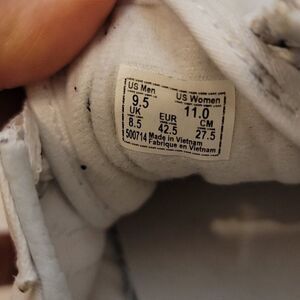 US Men US Women
9.5 11.0
UK EUR CM
8.5 42.5 27.5
500714 Made in Vietnam
Fabriqué en Vietnam